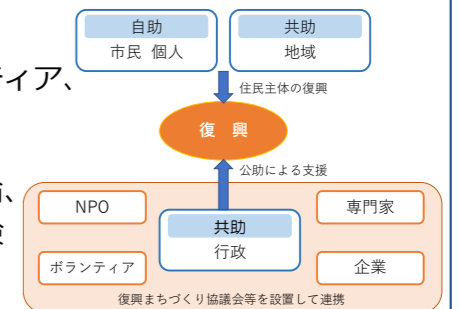 自助
市民 個人
共助
地域
ティア、
住民主体の復興
復 興
公助による支援
NPO
専門家
共助
行政
ボランティア
企業
復興まちづくり協議会等を設置して連携